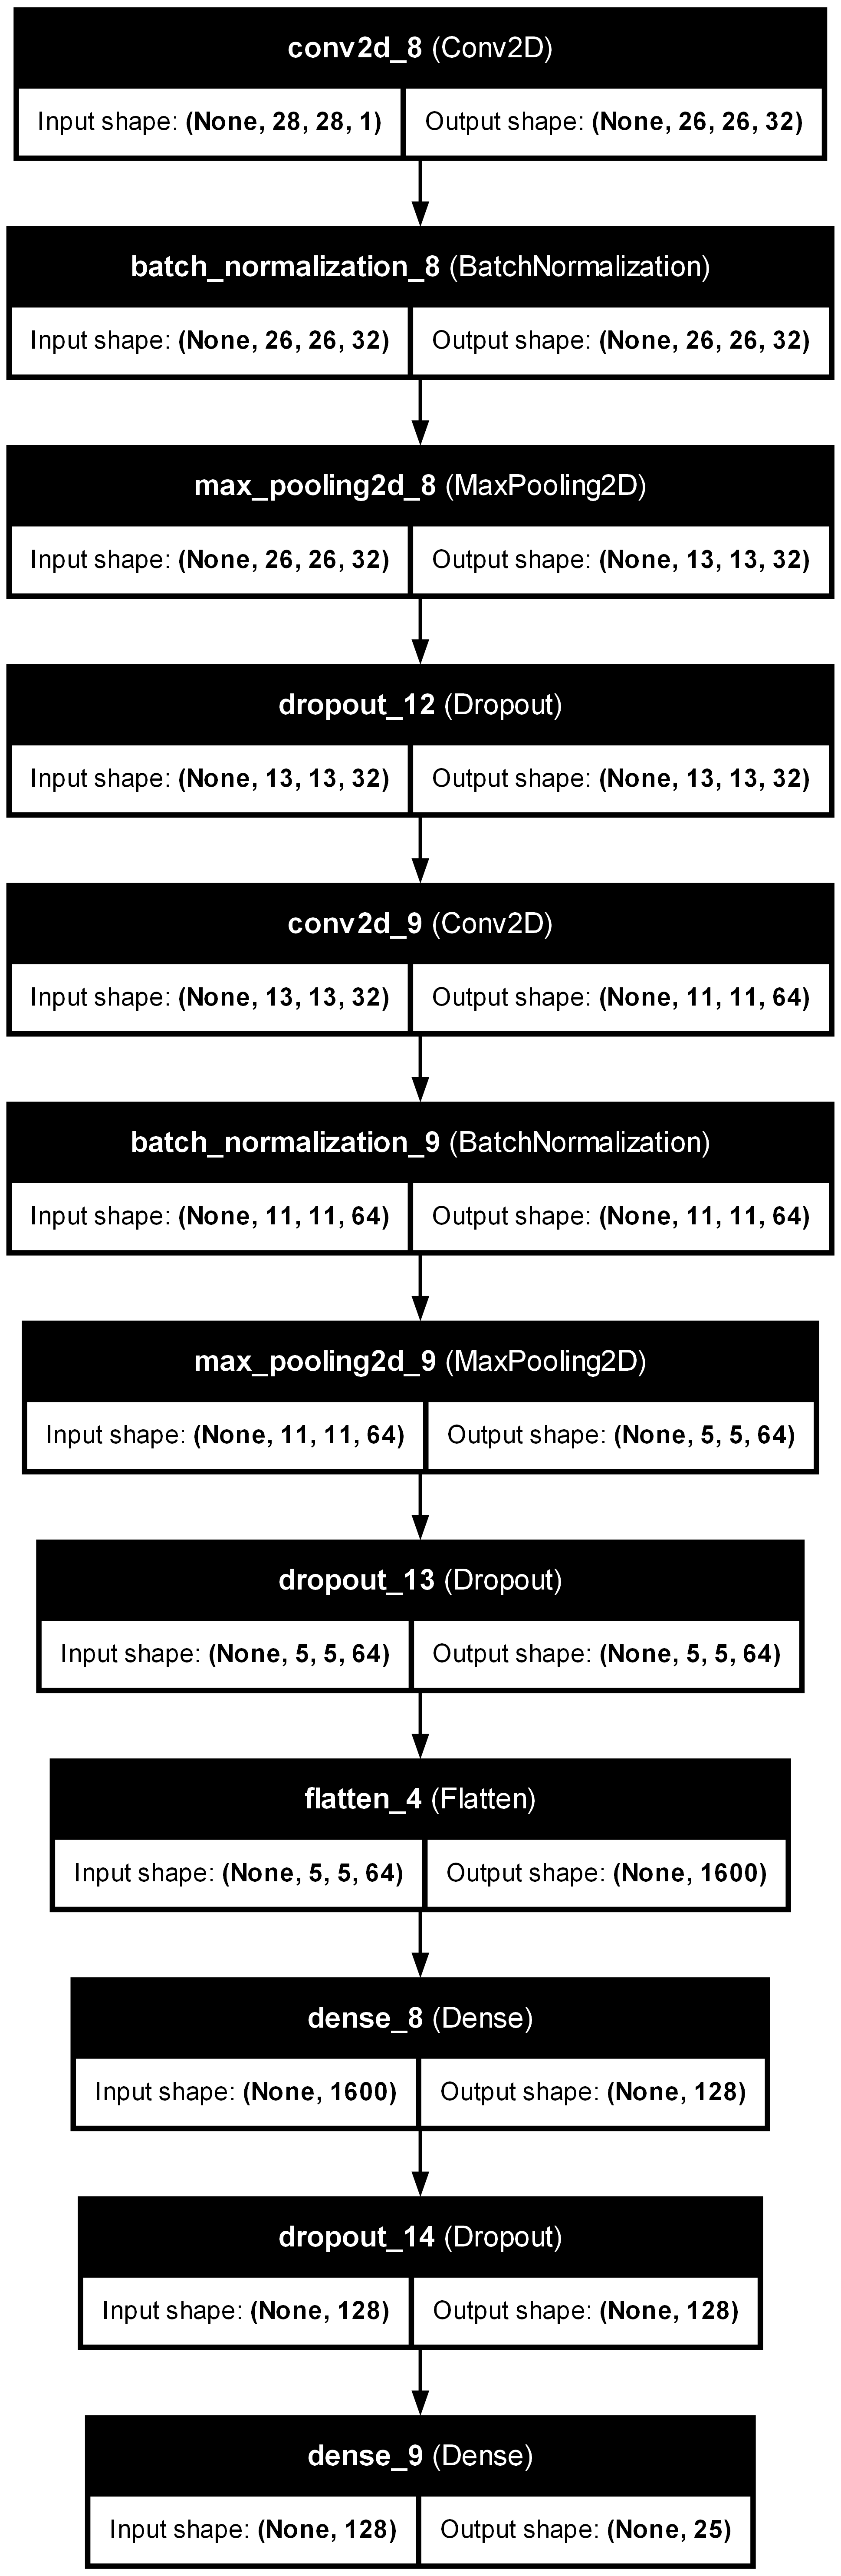 conv2d_8 (Conv2D)
Input shape: (None, 28, 28, 1) Output shape: (None, 26, 26, 32)
batch_normalization_8 (BatchNormalization)
Input shape: (None, 26, 26, 32) Output shape: (None, 26, 26, 32)
max_pooling2d_8 (MaxPooling2D)
Input shape: (None, 26, 26, 32) Output shape: (None, 13, 13, 32)
dropout_12 (Dropout)
Input shape: (None, 13, 13, 32) Output shape: (None, 13, 13, 32)
conv2d_9 (Conv2D)
Input shape: (None, 13, 13, 32) Output shape: (None, 11, 11, 64)
batch_normalization_9 (BatchNormalization)
Input shape: (None, 11, 11, 64) Output shape: (None, 11, 11, 64)
max_pooling2d_9 (MaxPooling2D)
Input shape: (None, 11, 11, 64) Output shape: (None, 5, 5, 64)
dropout_13 (Dropout)
Input shape: (None, 5, 5, 64) Output shape: (None, 5, 5, 64)
flatten_4 (Flatten)
Input shape: (None, 5, 5, 64) Output shape: (None, 1600)
dense_8 (Dense)
Input shape: (None, 1600) Output shape: (None, 128)
dropout_14 (Dropout)
Input shape: (None, 128) Output shape: (None, 128)
dense_9 (Dense)
Input shape: (None, 128) Output shape: (None, 25)